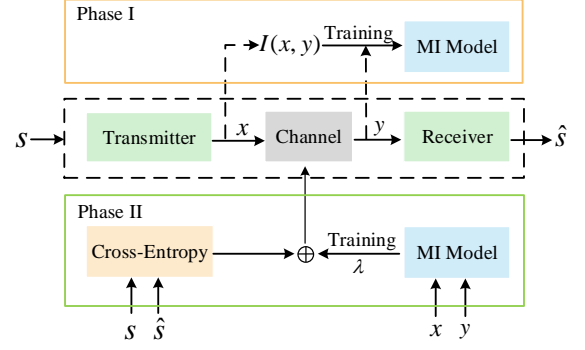 Phase I
I(x, y) Training MI Model
s Transmitter x Channel y Receiver ŝ
Phase II
Cross-Entropy ⊕ Training λ MI Model
s ŝ x y